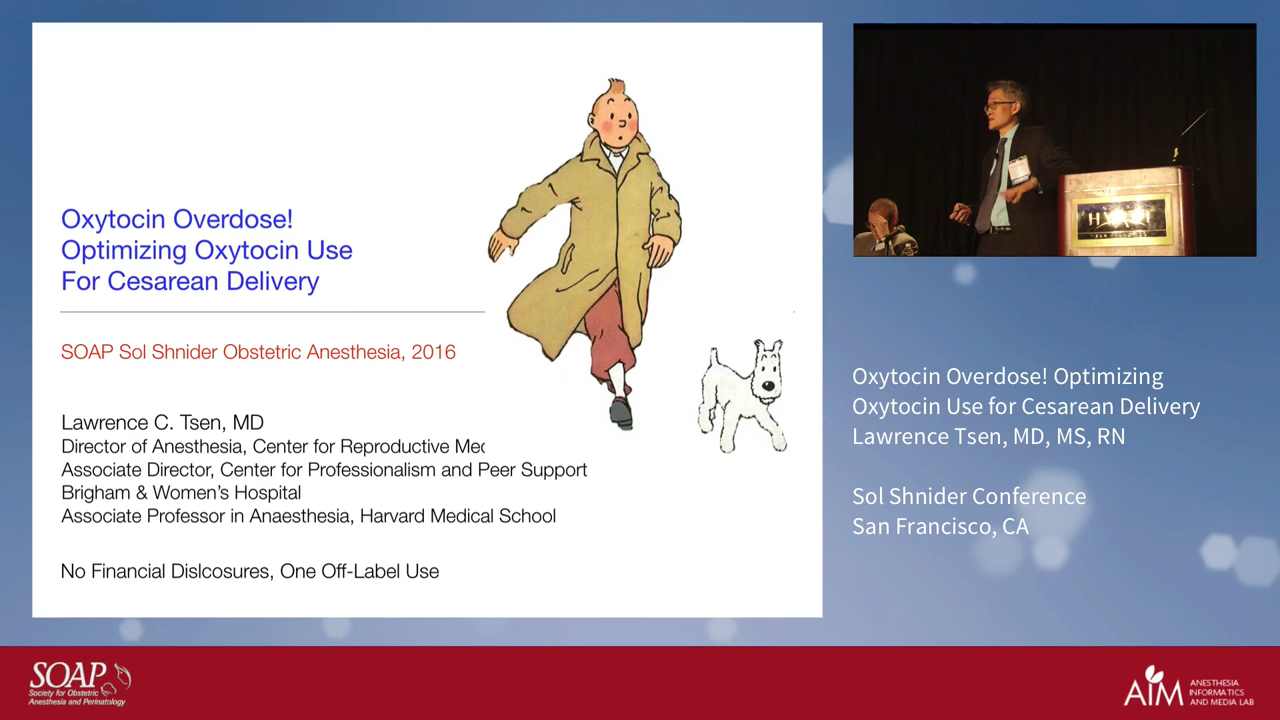 Oxytocin Overdose!
Optimizing Oxytocin Use
For Cesarean Delivery
SOAP Sol Shnider Obstetric Anesthesia, 2016
Lawrence C. Tsen, MD
Director of Anesthesia, Center for Reproductive Med
Associate Director, Center for Professionalism and Peer Support
Brigham & Women's Hospital
Associate Professor in Anaesthesia, Harvard Medical School
No Financial Dislcosures, One Off-Label Use
HYATT
Oxytocin Overdose! Optimizing
Oxytocin Use for Cesarean Delivery
Lawrence Tsen, MD, MS, RN
Sol Shnider Conference
San Francisco, CA
SOAP
Society for Obstetric
Anesthesia and Perinatology
AIM
ANESTHESIA
INFORMATICS
AND MEDIA LAB